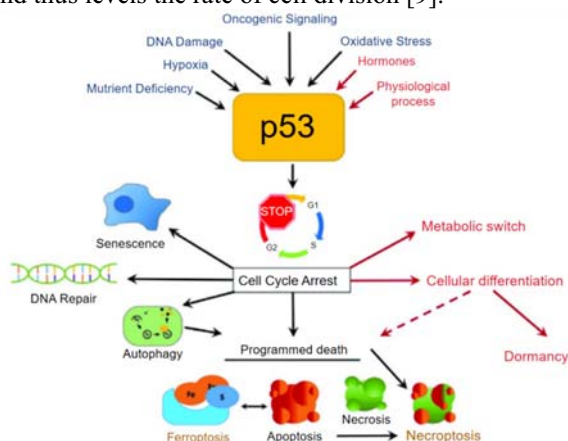 nd thus levels the rate of cell division [9].
Oncogenic Signaling
DNA Damage
Oxidative Stress
Hypoxia
Hormones
Mutrient Deficiency
Physiological
process
p53
STOP
G1
G2
S
Senescence
Metabolic switch
DNA Repair
Cell Cycle Arrest
Cellular differentiation
Autophagy
Programmed death
Dormancy
Fe
S
Necrosis
Ferroptosis
Apoptosis
Necroptosis